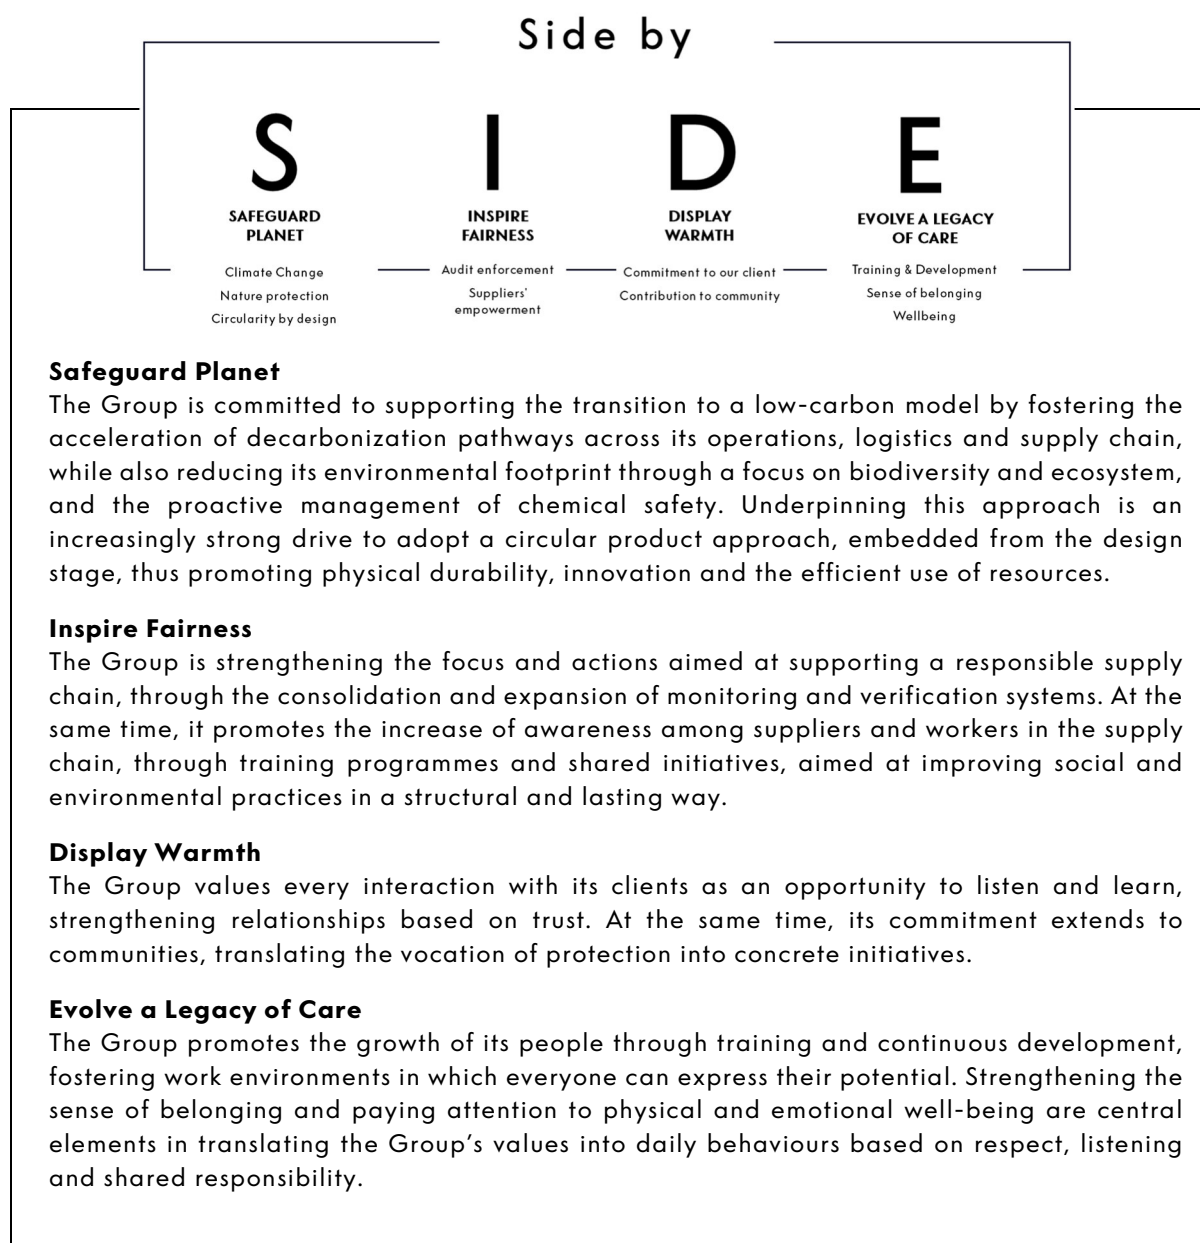 Side by
S I D E
SAFEGUARD PLANET
INSPIRE FAIRNESS
DISPLAY WARMTH
EVOLVE A LEGACY OF CARE
Climate Change
Nature protection
Circularity by design
Audit enforcement
Suppliers'
empowerment
Commitment to our client
Contribution to community
Training & Development
Sense of belonging
Wellbeing
Safeguard Planet
The Group is committed to supporting the transition to a low-carbon model by fostering the
acceleration of decarbonization pathways across its operations, logistics and supply chain,
while also reducing its environmental footprint through a focus on biodiversity and ecosystem,
and the proactive management of chemical safety. Underpinning this approach is an
increasingly strong drive to adopt a circular product approach, embedded from the design
stage, thus promoting physical durability, innovation and the efficient use of resources.
Inspire Fairness
The Group is strengthening the focus and actions aimed at supporting a responsible supply
chain, through the consolidation and expansion of monitoring and verification systems. At the
same time, it promotes the increase of awareness among suppliers and workers in the supply
chain, through training programmes and shared initiatives, aimed at improving social and
environmental practices in a structural and lasting way.
Display Warmth
The Group values every interaction with its clients as an opportunity to listen and learn,
strengthening relationships based on trust. At the same time, its commitment extends to
communities, translating the vocation of protection into concrete initiatives.
Evolve a Legacy of Care
The Group promotes the growth of its people through training and continuous development,
fostering work environments in which everyone can express their potential. Strengthening the
sense of belonging and paying attention to physical and emotional well-being are central
elements in translating the Group's values into daily behaviours based on respect, listening
and shared responsibility.